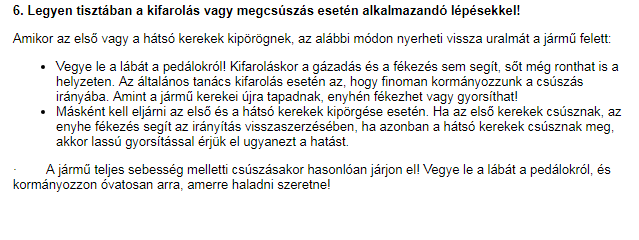 6. Legyen tisztában a kifarolás vagy megcsúszás esetén alkalmazandó lépésekkel!
Amikor az első vagy a hátsó kerekek kipörögnek, az alábbi módon nyerheti vissza uralmát a jármű felett:
• Vegye le a lábát a pedálokról! Kifaroláskor a gázadás és a fékezés sem segít, sőt még ronthat is a
helyzeten. Az általános tanács kifarolás esetén az, hogy finoman kormányozzunk a csúszás
irányába. Amint a jármű kerekei újra tapadnak, enyhén fékezhet vagy gyorsíthat!
• Másként kell eljárni az első és a hátsó kerekek kipörgése esetén. Ha az első kerekek csúsznak, az
enyhe fékezés segít az irányítás visszaszerzésében, ha azonban a hátsó kerekek csúsznak meg,
akkor lassú gyorsítással érjük el ugyanezt a hatást.
· A jármű teljes sebesség melletti csúszásakor hasonlóan járjon el! Vegye le a lábát a pedálokról, és
kormányozzon óvatosan arra, amerre haladni szeretne!